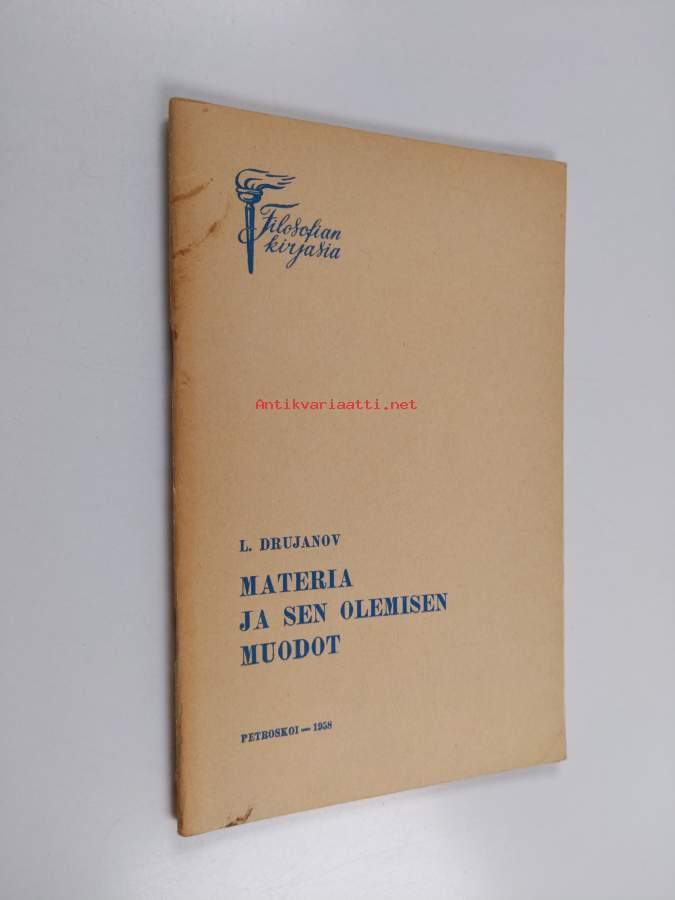 Filosofian
kirjasia
Antikvariaatti.net
L. DRUJANOV
MATERIA
JA SEN OLEMISEN
MUODOT
PETROSKOI — 1958